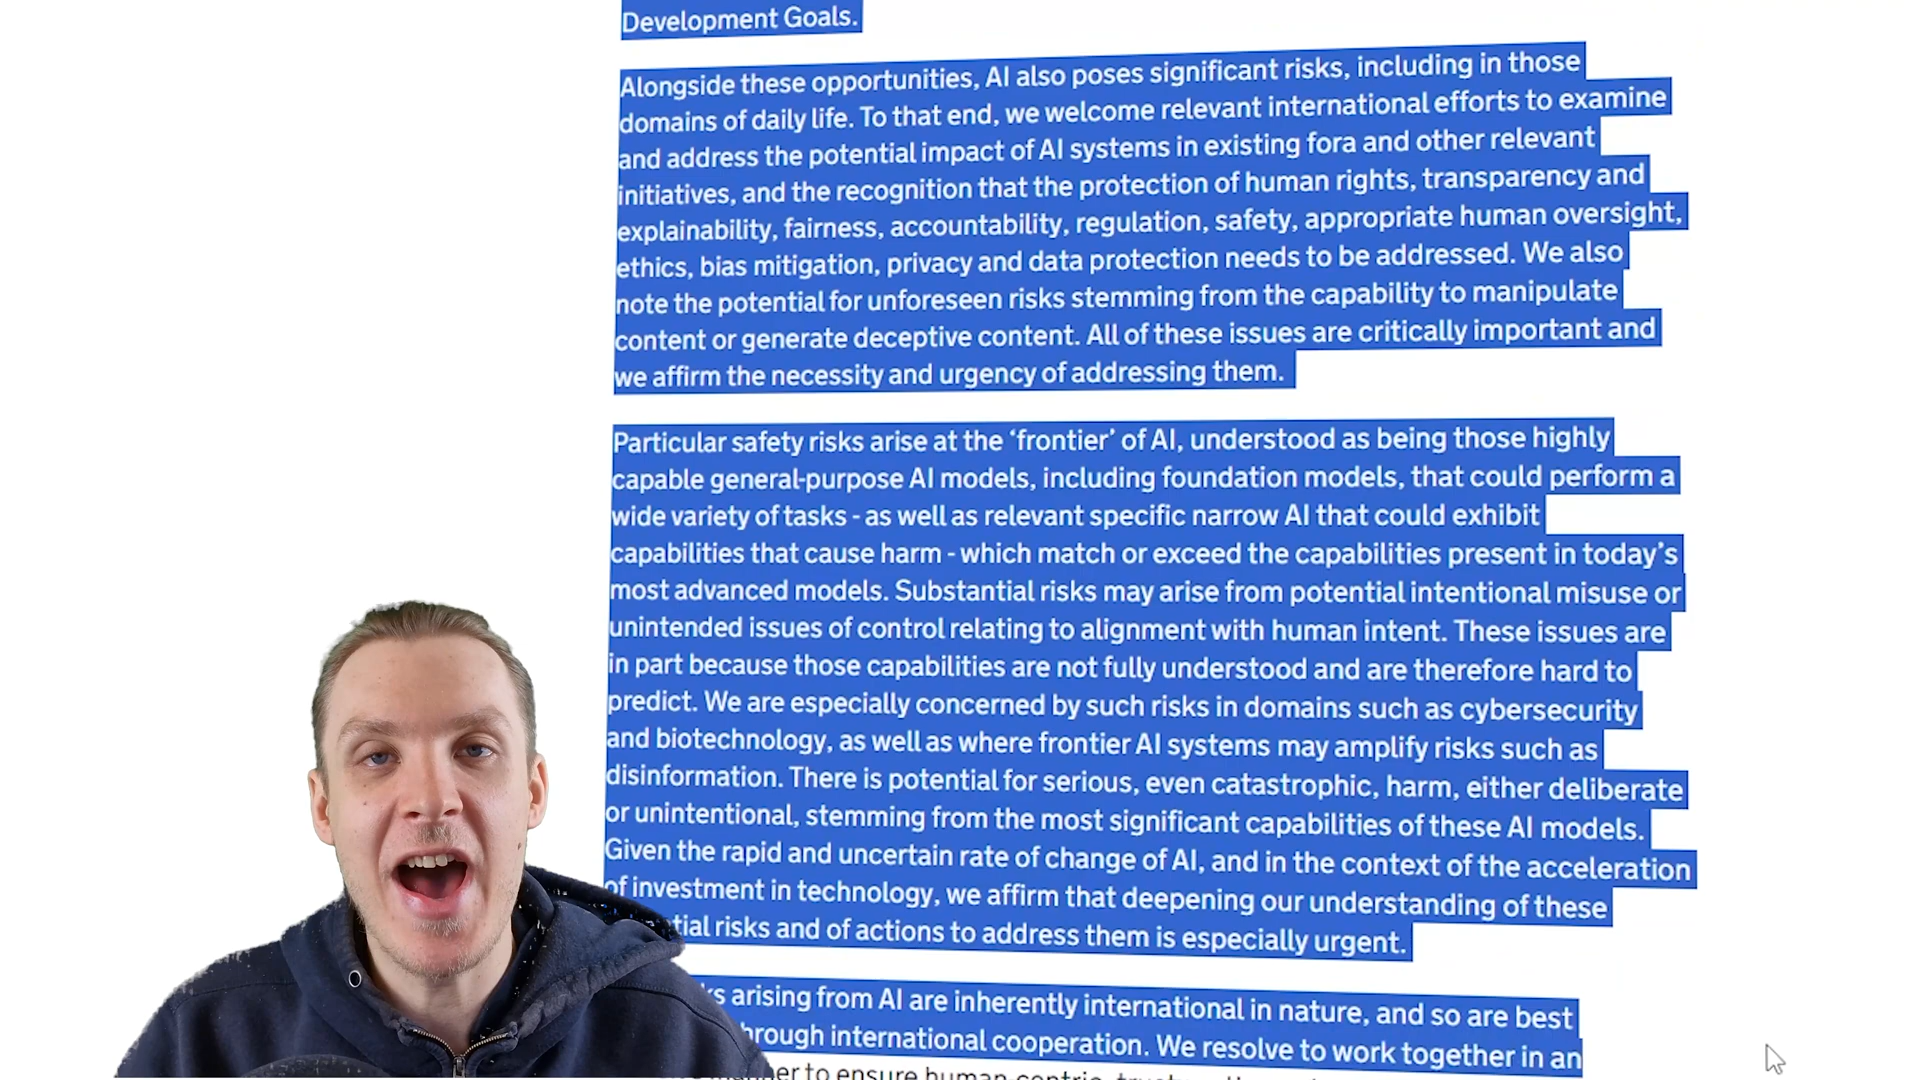 Development Goals.
Alongside these opportunities, AI also poses significant risks, including in those
domains of daily life. To that end, we welcome relevant international efforts to examine
and address the potential impact of AI systems in existing fora and other relevant
initiatives, and the recognition that the protection of human rights, transparency and
explainability, fairness, accountability, regulation, safety, appropriate human oversight,
ethics, bias mitigation, privacy and data protection needs to be addressed. We also
note the potential for unforeseen risks stemming from the capability to manipulate
content or generate deceptive content. All of these issues are critically important and
we affirm the necessity and urgency of addressing them.
Particular safety risks arise at the ‘frontier’ of AI, understood as being those highly
capable general-purpose AI models, including foundation models, that could perform a
wide variety of tasks - as well as relevant specific narrow AI that could exhibit
capabilities that cause harm - which match or exceed the capabilities present in today’s
most advanced models. Substantial risks may arise from potential intentional misuse or
unintended issues of control relating to alignment with human intent. These issues are
in part because those capabilities are not fully understood and are therefore hard to
predict. We are especially concerned by such risks in domains such as cybersecurity
and biotechnology, as well as where frontier AI systems may amplify risks such as
disinformation. There is potential for serious, even catastrophic, harm, either deliberate
or unintentional, stemming from the most significant capabilities of these AI models.
Given the rapid and uncertain rate of change of AI, and in the context of the acceleration
of investment in technology, we affirm that deepening our understanding of these
risks and of actions to address them is especially urgent.
arising from AI are inherently international in nature, and so are best
through international cooperation. We resolve to work together in an
to ensure